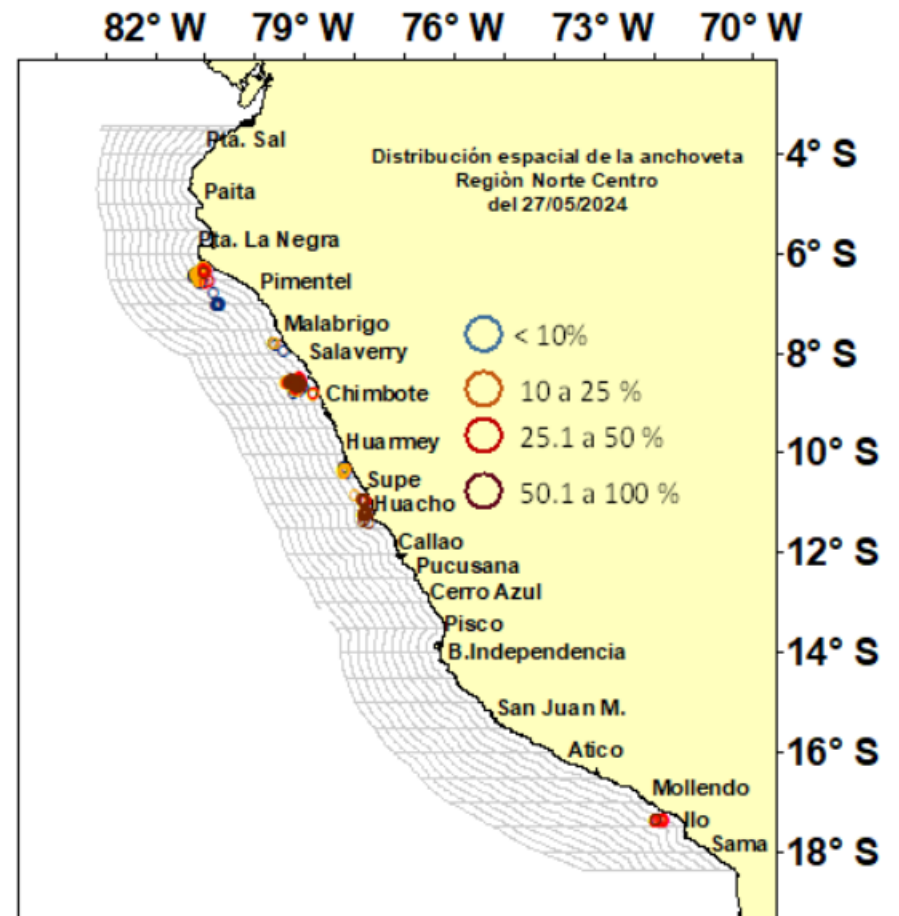 82° W 79° W 76° W 73° W 70° W
Distribución espacial de la anchoveta
Regiòn Norte Centro
del 27/05/2024
Pta. Sal
Paita
Pta. La Negra
Pimentel
Malabrigo
Salaverry
Chimbote
Huarmey
Supe
Huacho
Callao
Pucusana
Cerro Azul
Pisco
B.Independencia
San Juan M.
Atico
Mollendo
Ilo
Sama
< 10%
10 a 25 %
25.1 a 50 %
50.1 a 100 %
4° S
6° S
8° S
10° S
12° S
14° S
16° S
18° S